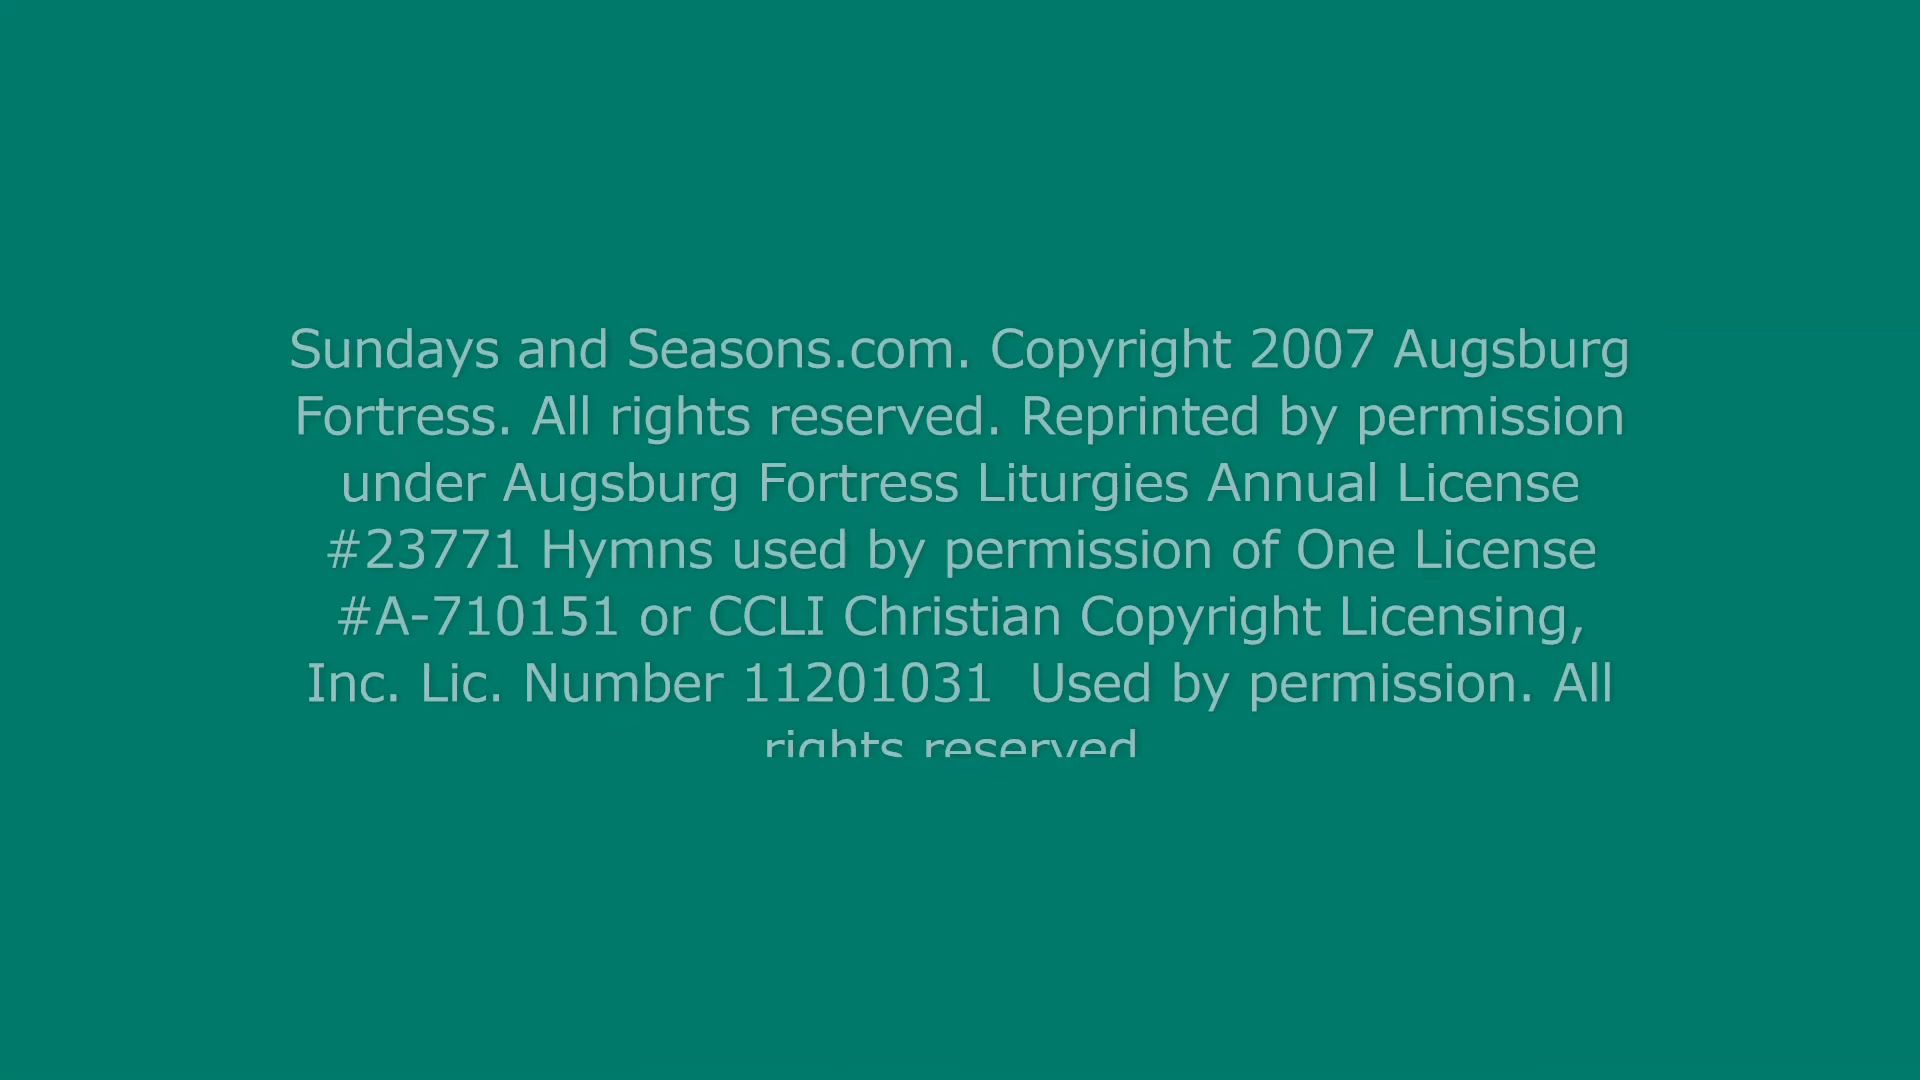 Sundays and Seasons.com. Copyright 2007 Augsburg
Fortress. All rights reserved. Reprinted by permission
under Augsburg Fortress Liturgies Annual License
#23771 Hymns used by permission of One License
#A-710151 or CCLI Christian Copyright Licensing,
Inc. Lic. Number 11201031  Used by permission. All
rights reserved